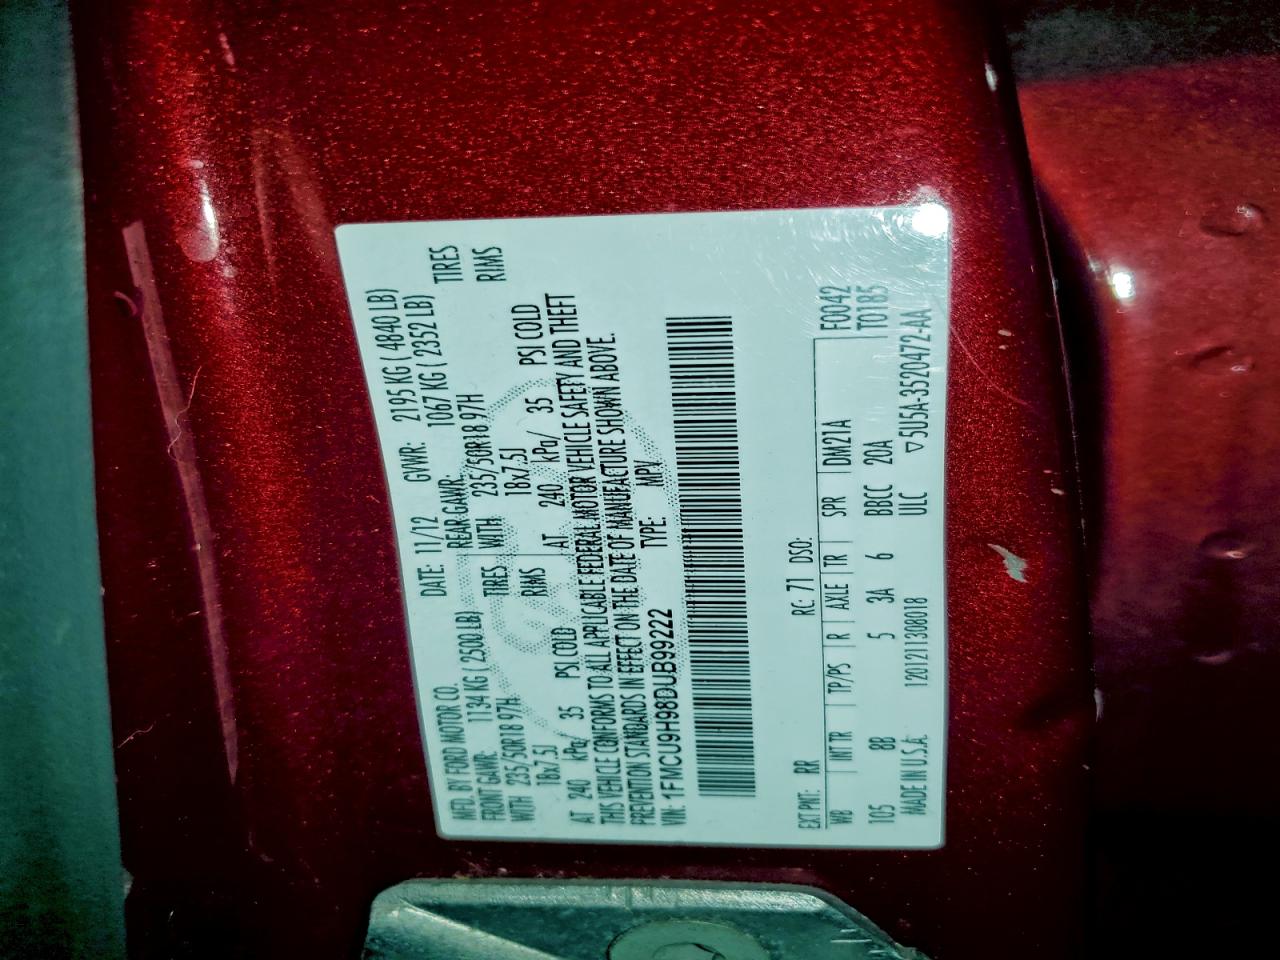 MFD. BY FORD MOTOR CO. DATE: 11/12 GVWR: 2195 KG ( 4840 LB)
FRONT GAWR: 1134 KG ( 2500 LB) REAR GAWR: 1067 KG ( 2352 LB)
WITH 235/50R18 97H TIRES WITH 235/50R18 97H TIRES
18x7.5J RIMS 18x7.5J RIMS
AT 240 kPa/ 35 PSI COLD AT 240 kPa/ 35 PSI COLD
THIS VEHICLE CONFORMS TO ALL APPLICABLE FEDERAL MOTOR VEHICLE SAFETY AND THEFT
PREVENTION STANDARDS IN EFFECT ON THE DATE OF MANUFACTURE SHOWN ABOVE.
VIN: 1FMCU9H98DUB99222 TYPE: MPV
EXT PNT: RR RC: 71 DSO: F0042
WB INT TR TP/PS R AXLE TR SPR DM21A T0185
105 8B 5 3A 6 BBCC 20A
MADE IN U.S.A. 12012111308018 ULC ▽5U5A-3520472-AA